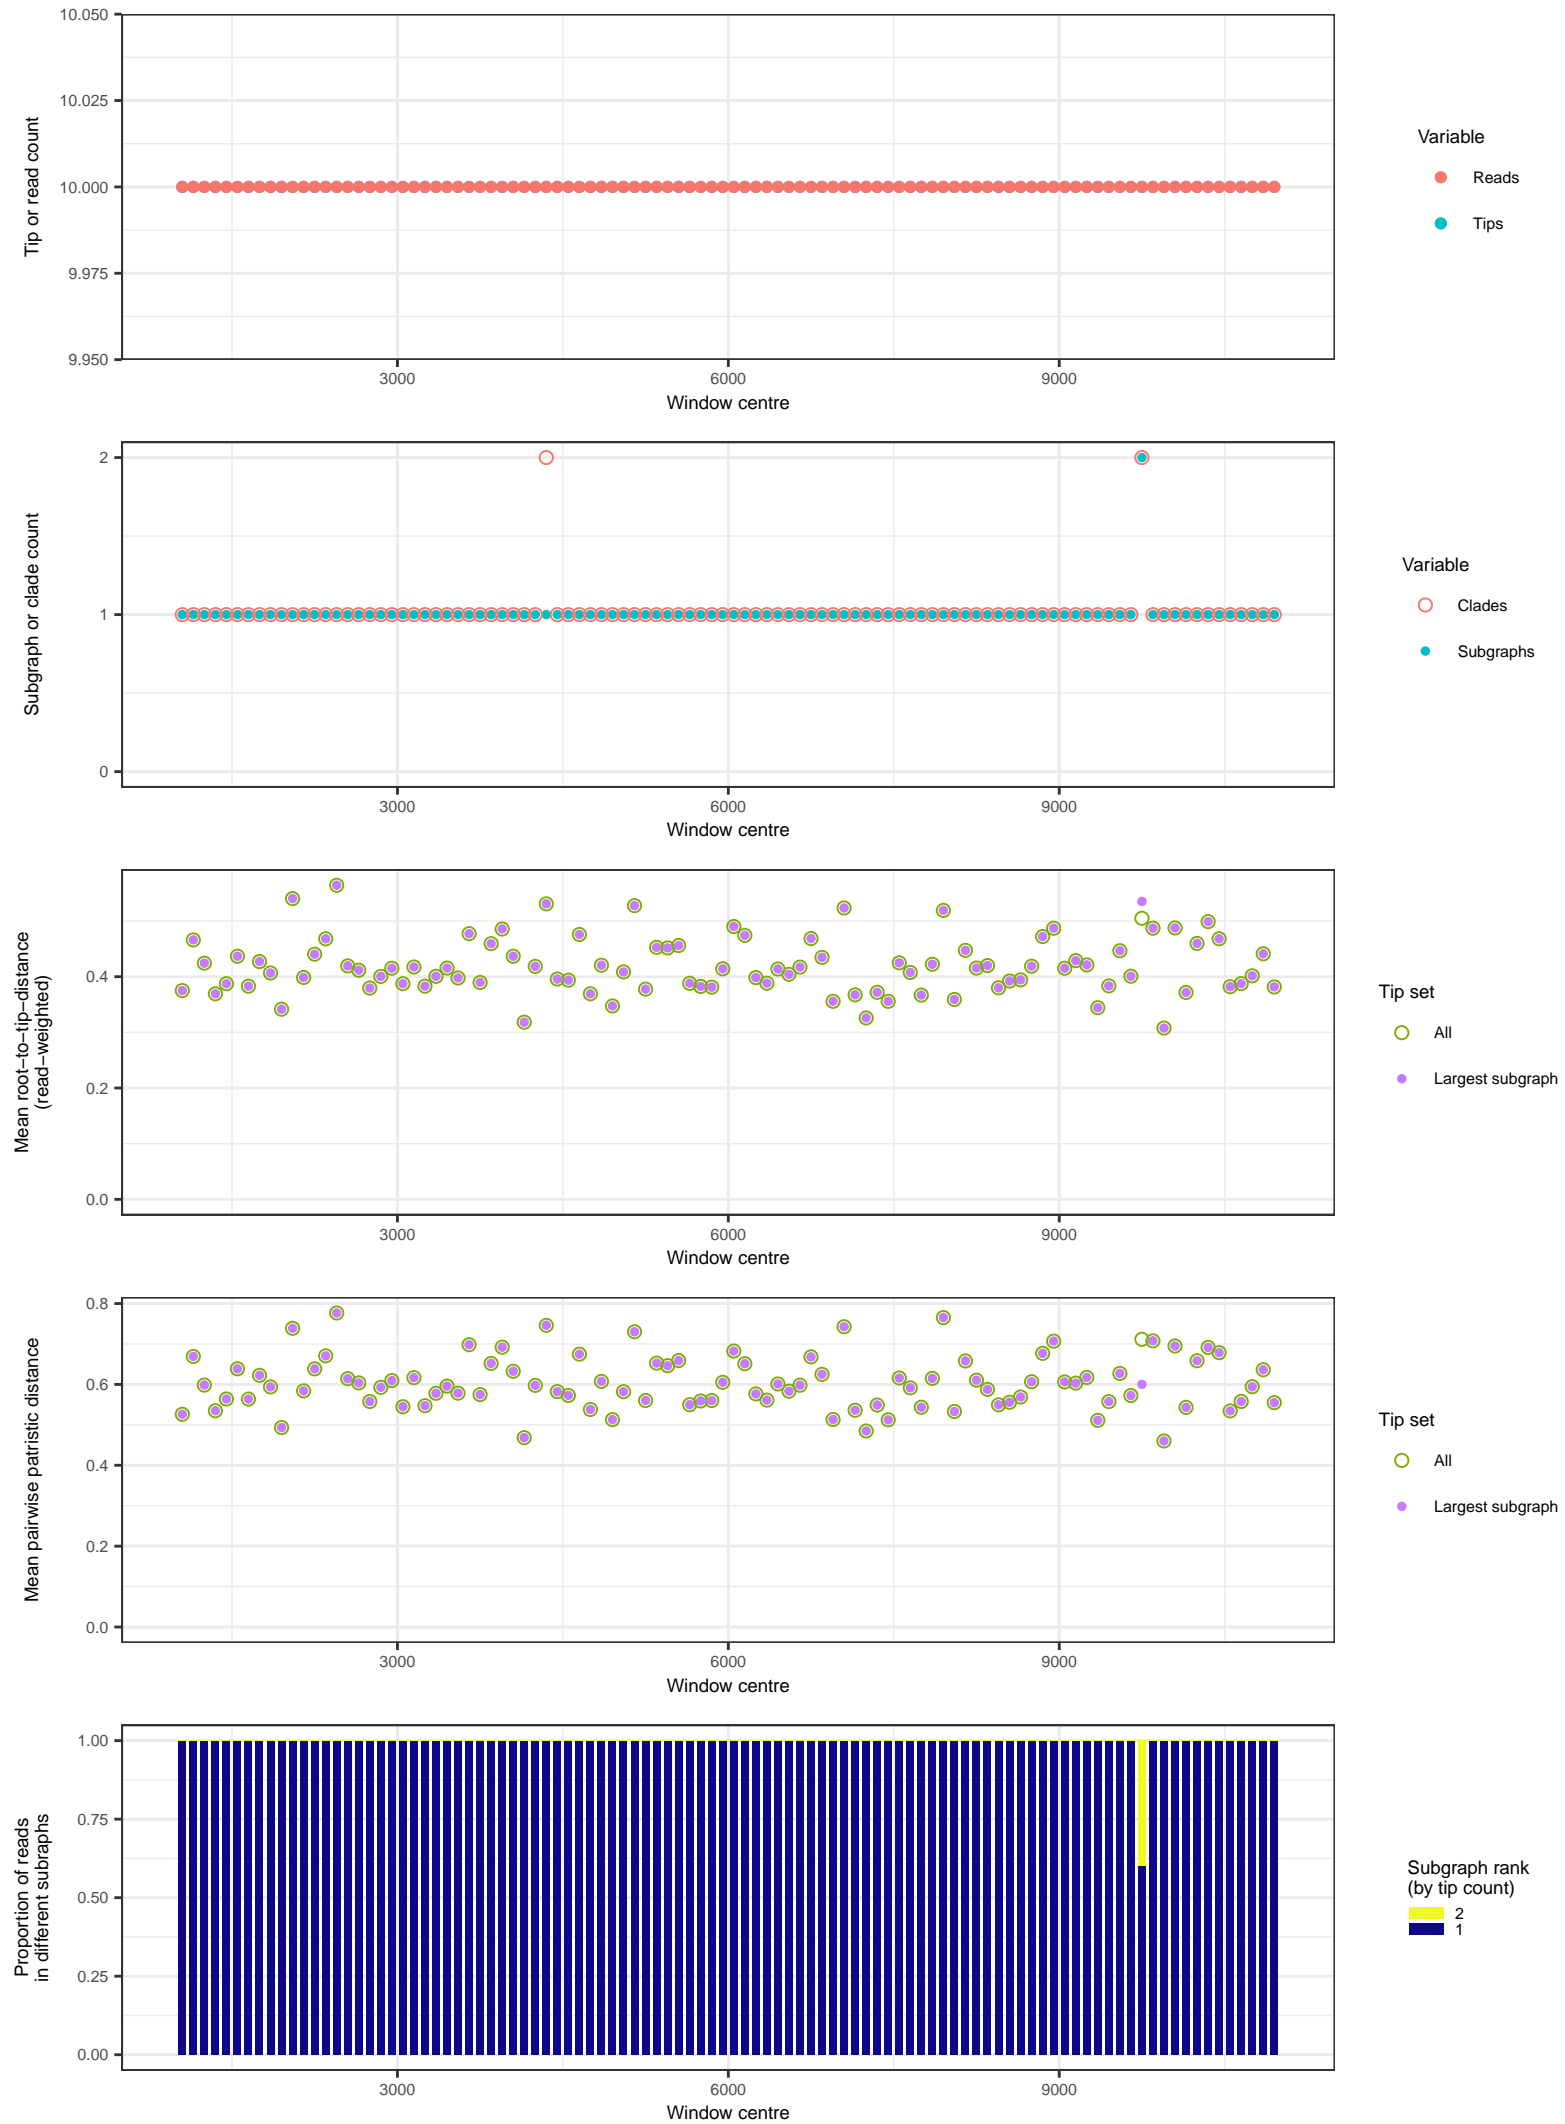 10.050
10.025
10.000
9.975
9.950
Tip or read count
3000
6000
9000
Window centre
Variable
Reads
Tips
2
1
0
Subgraph or clade count
3000
6000
9000
Window centre
Variable
Clades
Subgraphs
0.4
0.2
0.0
Mean root−to−tip−distance
(read−weighted)
3000
6000
9000
Window centre
Tip set
All
Largest subgraph
0.8
0.6
0.4
0.2
0.0
Mean pairwise patristic distance
3000
6000
9000
Window centre
Tip set
All
Largest subgraph
1.00
0.75
0.50
0.25
0.00
Proportion of reads
in different subraphs
3000
6000
9000
Window centre
Subgraph rank
(by tip count)
2
1